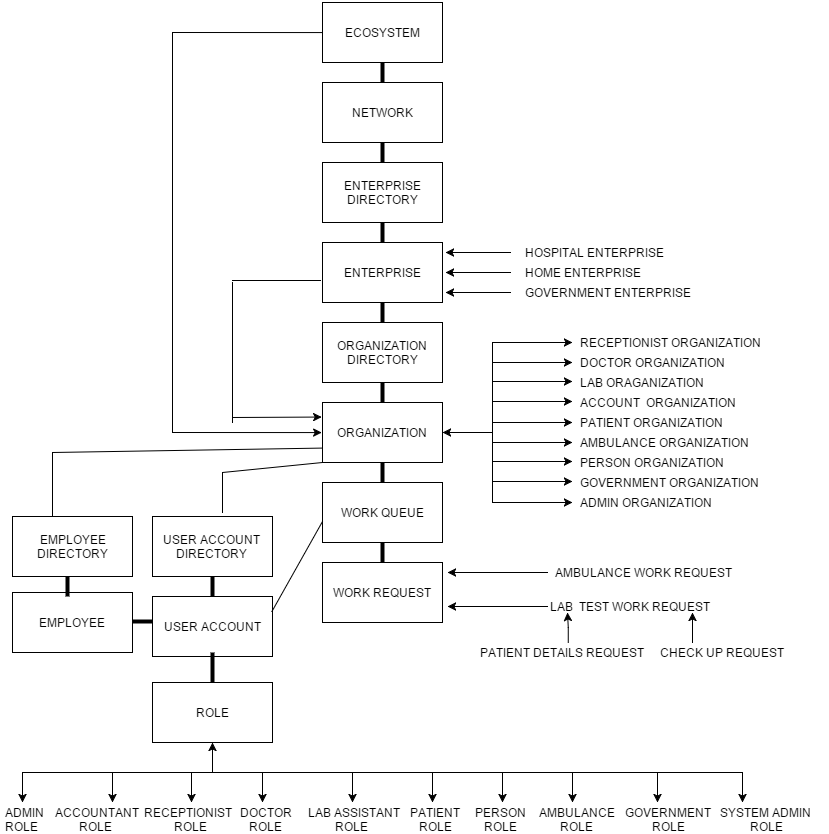 ECOSYSTEM
NETWORK
ENTERPRISE
DIRECTORY
ENTERPRISE
HOSPITAL ENTERPRISE
HOME ENTERPRISE
GOVERNMENT ENTERPRISE
ORGANIZATION
DIRECTORY
ORGANIZATION
RECEPTIONIST ORGANIZATION
DOCTOR ORGANIZATION
LAB ORAGANIZATION
ACCOUNT ORGANIZATION
PATIENT ORGANIZATION
AMBULANCE ORGANIZATION
PERSON ORGANIZATION
GOVERNMENT ORGANIZATION
ADMIN ORGANIZATION
WORK QUEUE
EMPLOYEE
DIRECTORY
USER ACCOUNT
DIRECTORY
WORK REQUEST
AMBULANCE WORK REQUEST
LAB TEST WORK REQUEST
PATIENT DETAILS REQUEST
CHECK UP REQUEST
EMPLOYEE
USER ACCOUNT
ROLE
ADMIN
ROLE
ACCOUNTANT
ROLE
RECEPTIONIST
ROLE
DOCTOR
ROLE
LAB ASSISTANT
ROLE
PATIENT
ROLE
PERSON
ROLE
AMBULANCE
ROLE
GOVERNMENT
ROLE
SYSTEM ADMIN
ROLE